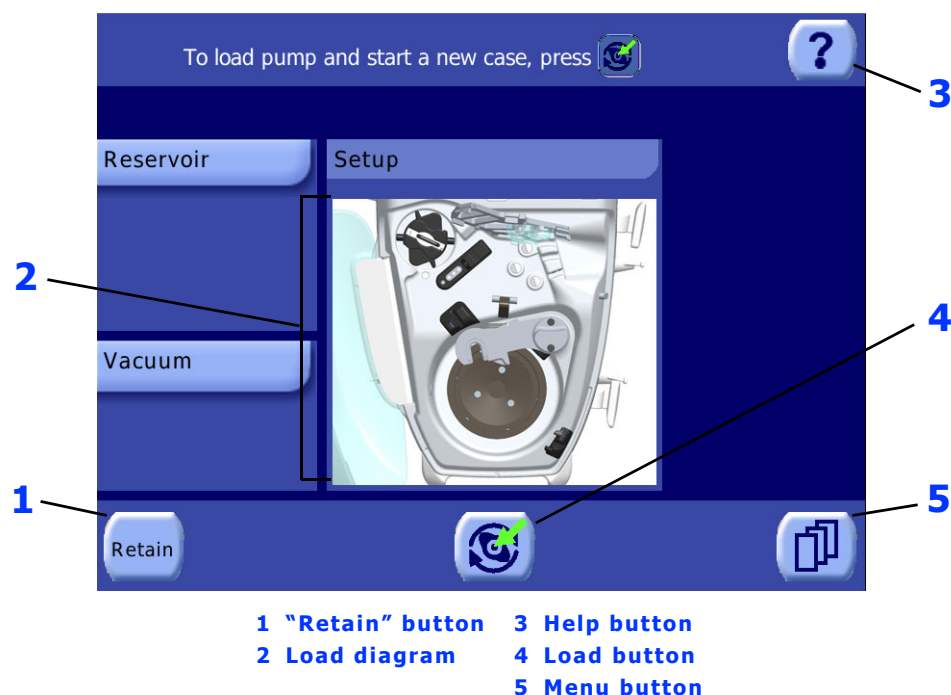 To load pump and start a new case, press
?
3
Reservoir
Setup
2
4
Vacuum
1
5
Retain
1 “Retain” button
2 Load diagram
3 Help button
4 Load button
5 Menu button